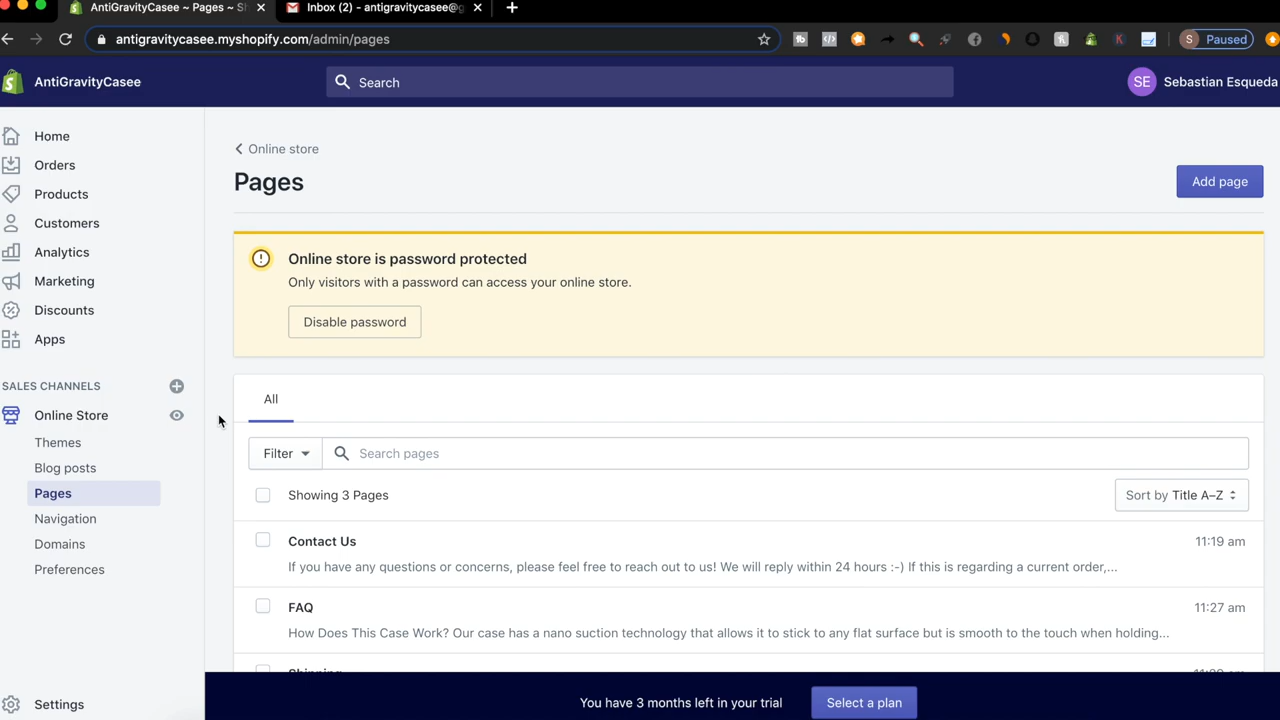 AntiGravityCasee ~ Pages ~ Sh
Inbox (2) - antigravitycasee@g
antigravitycasee.myshopify.com/admin/pages
S Paused
AntiGravityCasee
Search
SE Sebastian Esqueda
Home
Orders
Products
Customers
Analytics
Marketing
Discounts
Apps
SALES CHANNELS
Online Store
Themes
Blog posts
Pages
Navigation
Domains
Preferences
Settings
Online store
Pages
Add page
Online store is password protected
Only visitors with a password can access your online store.
Disable password
All
Filter
Search pages
Showing 3 Pages
Sort by Title A–Z
Contact Us
11:19 am
If you have any questions or concerns, please feel free to reach out to us! We will reply within 24 hours :-) If this is regarding a current order,...
FAQ
11:27 am
How Does This Case Work? Our case has a nano suction technology that allows it to stick to any flat surface but is smooth to the touch when holding...
Shipping
You have 3 months left in your trial
Select a plan